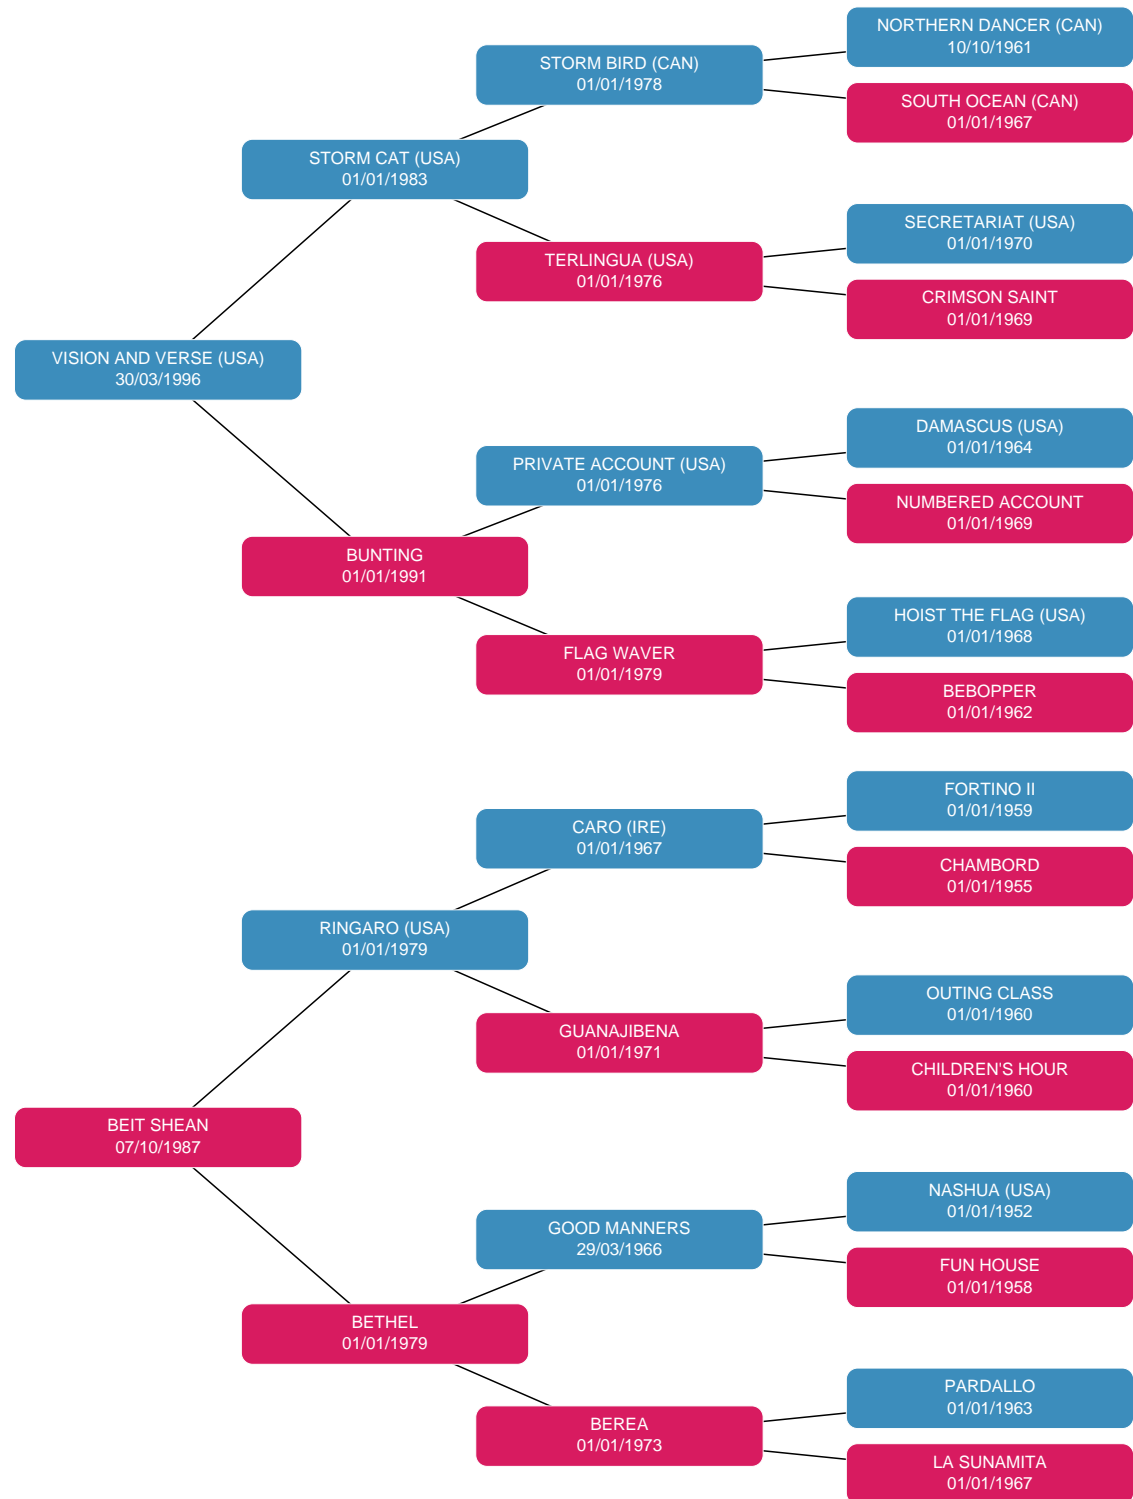 NORTHERN DANCER (CAN)
10/10/1961
STORM BIRD (CAN)
01/01/1978
SOUTH OCEAN (CAN)
01/01/1967
STORM CAT (USA)
01/01/1983
SECRETARIAT (USA)
01/01/1970
TERLINGUA (USA)
01/01/1976
CRIMSON SAINT
01/01/1969
VISION AND VERSE (USA)
30/03/1996
DAMASCUS (USA)
01/01/1964
PRIVATE ACCOUNT (USA)
01/01/1976
NUMBERED ACCOUNT
01/01/1969
BUNTING
01/01/1991
HOIST THE FLAG (USA)
01/01/1968
FLAG WAVER
01/01/1979
BEBOPPER
01/01/1962
FORTINO II
01/01/1959
CARO (IRE)
01/01/1967
CHAMBORD
01/01/1955
RINGARO (USA)
01/01/1979
OUTING CLASS
01/01/1960
GUANAJIBENA
01/01/1971
CHILDREN'S HOUR
01/01/1960
BEIT SHEAN
07/10/1987
NASHUA (USA)
01/01/1952
GOOD MANNERS
29/03/1966
FUN HOUSE
01/01/1958
BETHEL
01/01/1979
PARDALLO
01/01/1963
BEREA
01/01/1973
LA SUNAMITA
01/01/1967